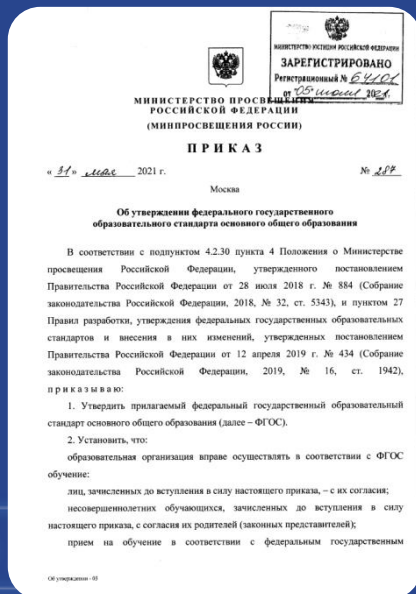 МИНИСТЕРСТВО ЮСТИЦИИ РОССИЙСКОЙ ФЕДЕРАЦИИ
ЗАРЕГИСТРИРОВАНО
Регистрационный № 64101
от "05" июля 2021.
МИНИСТЕРСТВО ПРОСВЕЩЕНИЯ
РОССИЙСКОЙ ФЕДЕРАЦИИ
(МИНПРОСВЕЩЕНИЯ РОССИИ)
ПРИКАЗ
« 31 » мая 2021 г. № 287
Москва
Об утверждении федерального государственного
образовательного стандарта основного общего образования
В соответствии с подпунктом 4.2.30 пункта 4 Положения о Министерстве
просвещения Российской Федерации, утвержденного постановлением
Правительства Российской Федерации от 28 июля 2018 г. № 884 (Собрание
законодательства Российской Федерации, 2018, № 32, ст. 5343), и пунктом 27
Правил разработки, утверждения федеральных государственных образовательных
стандартов и внесения в них изменений, утвержденных постановлением
Правительства Российской Федерации от 12 апреля 2019 г. № 434 (Собрание
законодательства Российской Федерации, 2019, № 16, ст. 1942),
приказываю:
1. Утвердить прилагаемый федеральный государственный образовательный
стандарт основного общего образования (далее – ФГОС).
2. Установить, что:
образовательная организация вправе осуществлять в соответствии с ФГОС
обучение:
лиц, зачисленных до вступления в силу настоящего приказа, – с их согласия;
несовершеннолетних обучающихся, зачисленных до вступления в силу
настоящего приказа, с согласия их родителей (законных представителей);
прием на обучение в соответствии с федеральным государственным
Об утверждении - 03